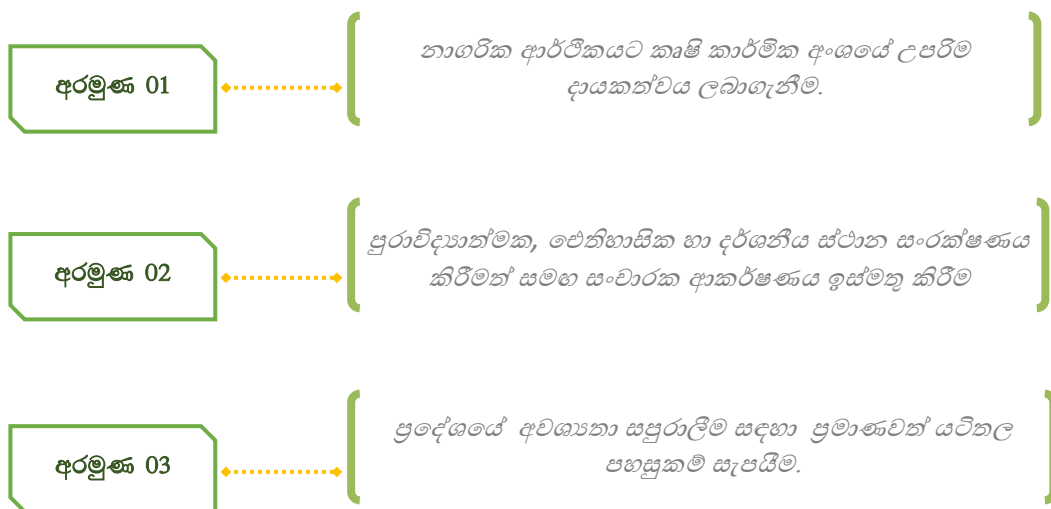 අරමුණ 01
නාගරික ආර්ථිකයට කෘෂි කාර්මික අංශයේ උපරිම
දායකත්වය ලබාගැනීම.
අරමුණ 02
පුරාවිද්‍යාත්මක, ඓතිහාසික හා දර්ශනීය ස්ථාන සංරක්ෂණය
කිරීමත් සමඟ සංචාරක ආකර්ෂණය ඉස්මතු කිරීම
අරමුණ 03
ප්‍රදේශයේ අවශ්‍යතා සපුරාලීම සඳහා ප්‍රමාණවත් යටිතල
පහසුකම් සැපයීම.